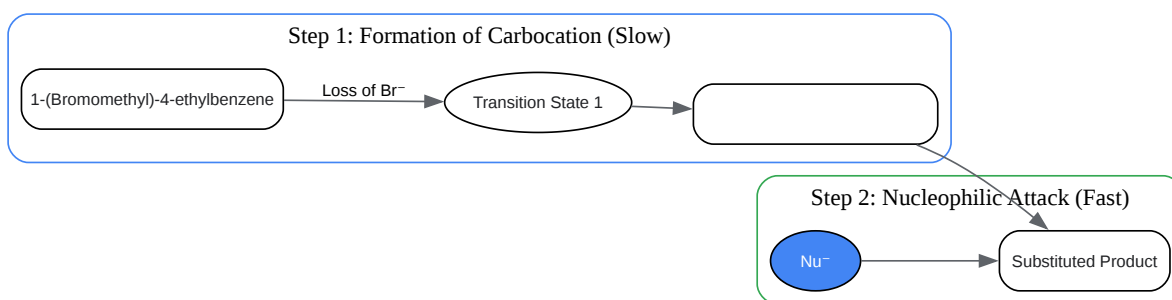 Step 1: Formation of Carbocation (Slow)
1-(Bromomethyl)-4-ethylbenzene
Loss of Br⁻
Transition State 1
Step 2: Nucleophilic Attack (Fast)
Nu⁻
Substituted Product